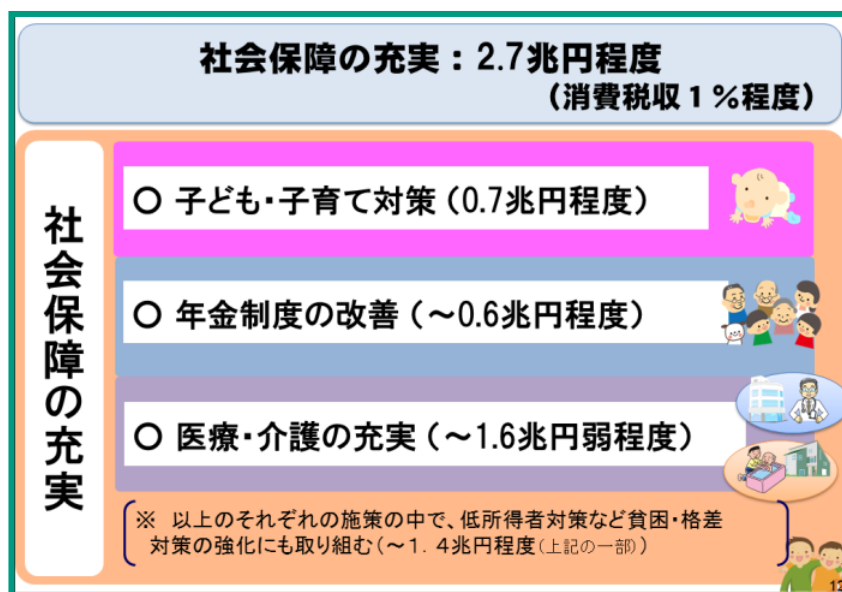 社会保障の充実：2.7兆円程度
（消費税収１％程度）
社会保障の充実
〇 子ども・子育て対策（0.7兆円程度）
〇 年金制度の改善（～0.6兆円程度）
〇 医療・介護の充実（～1.6兆円弱程度）
※ 以上のそれぞれの施策の中で、低所得者対策など貧困・格差
対策の強化にも取り組む（～１．４兆円程度（上記の一部））
12